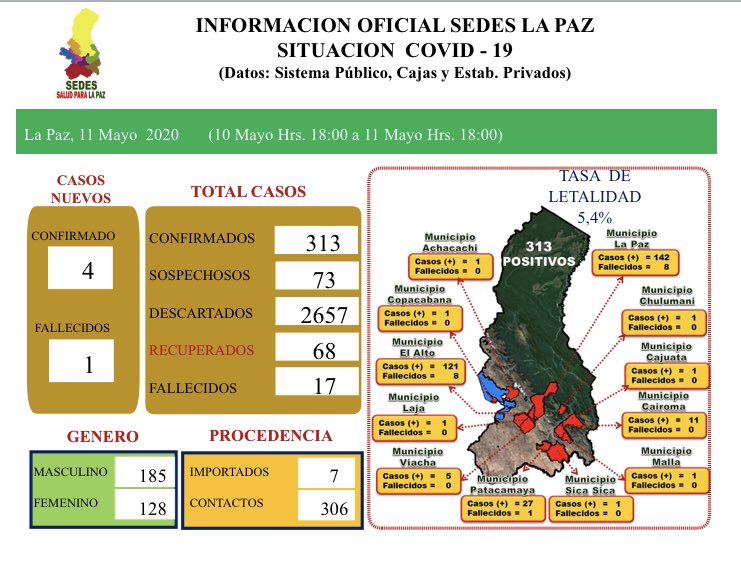 INFORMACION OFICIAL SEDES LA PAZ
SITUACION COVID - 19
(Datos: Sistema Público, Cajas y Estab. Privados)
SEDES
SALUD PARA LA PAZ
La Paz, 11 Mayo 2020 (10 Mayo Hrs. 18:00 a 11 Mayo Hrs. 18:00)
CASOS
NUEVOS
CONFIRMADO
4
FALLECIDOS
1
TOTAL CASOS
CONFIRMADOS 313
SOSPECHOSOS 73
DESCARTADOS 2657
RECUPERADOS 68
FALLECIDOS 17
GENERO
MASCULINO 185
FEMENINO 128
PROCEDENCIA
IMPORTADOS 7
CONTACTOS 306
TASA DE
LETALIDAD
5,4%
313
POSITIVOS
Municipio
Achacachi
Casos (+) = 1
Fallecidos = 0
Municipio
Copacabana
Casos (+) = 1
Fallecidos = 0
Municipio
El Alto
Casos (+) = 121
Fallecidos = 8
Municipio
Laja
Casos (+) = 1
Fallecidos = 0
Municipio
Viacha
Casos (+) = 5
Fallecidos = 0
Municipio
Patacamaya
Casos (+) = 27
Fallecidos = 1
Municipio
Sica Sica
Casos (+) = 1
Fallecidos = 0
Municipio
La Paz
Casos (+) = 142
Fallecidos = 8
Municipio
Chulumani
Casos (+) = 1
Fallecidos = 0
Municipio
Cajuata
Casos (+) = 1
Fallecidos = 0
Municipio
Cairoma
Casos (+) = 11
Fallecidos = 0
Municipio
Malla
Casos (+) = 1
Fallecidos = 0